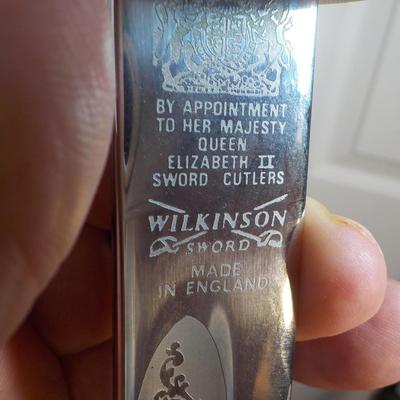 BY APPOINTMENT
TO HER MAJESTY
QUEEN
ELIZABETH II
SWORD CUTLERS
WILKINSON
SWORD
MADE
IN ENGLAND